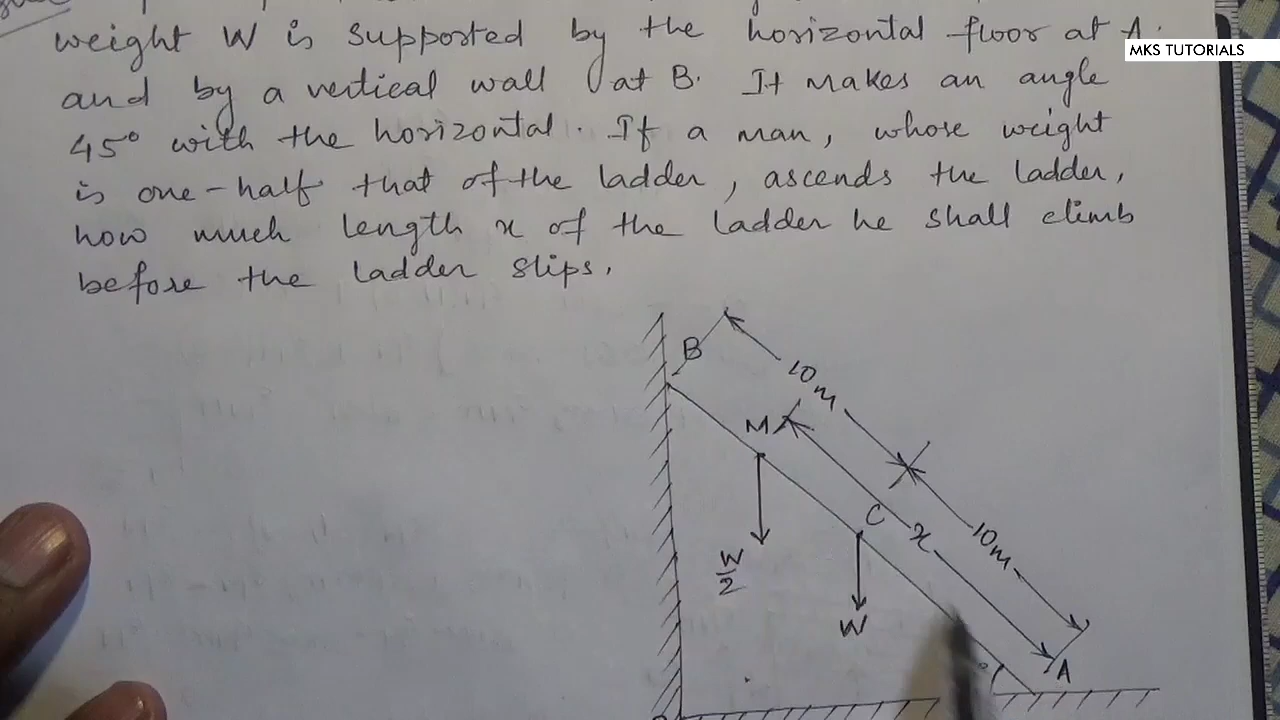 weight W is supported by the horizontal floor at A.
MKS TUTORIALS
and by a vertical wall at B. It makes an angle
45° with the horizontal. If a man, whose weight
is one-half that of the ladder, ascends the ladder,
how much length x of the ladder he shall climb
before the ladder slips.
B
10m
M
C
x
10m
W/2
W
A